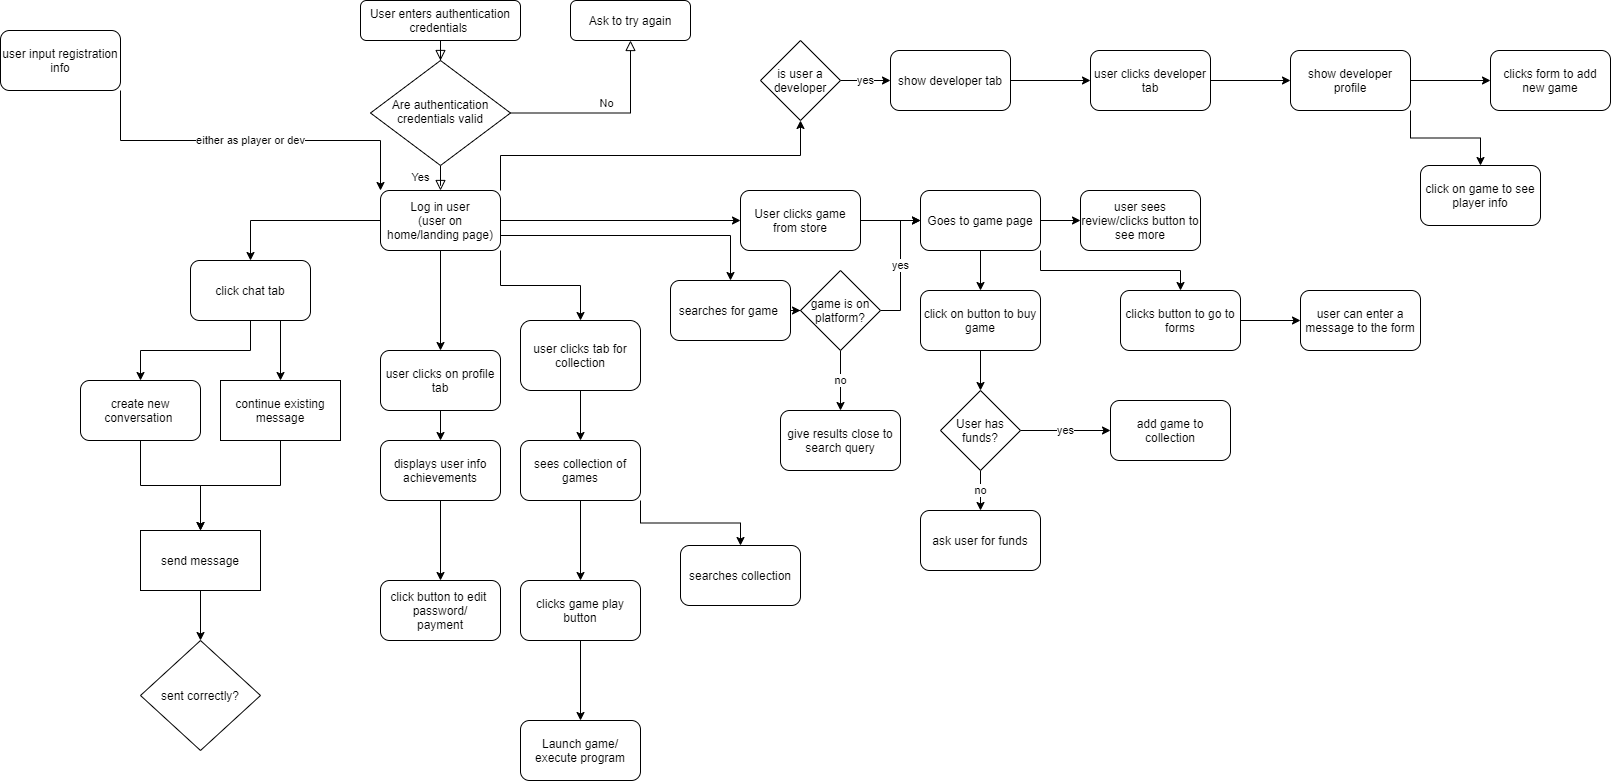 User enters authentication
credentials
Ask to try again
user input registration
info
is user a
developer
yes
show developer tab
user clicks developer
tab
show developer
profile
clicks form to add
new game
Are authentication
credentials valid
No
either as player or dev
Yes
click on game to see
player info
Log in user
(user on
home/landing page)
User clicks game
from store
Goes to game page
user sees
review/clicks button to
see more
yes
click chat tab
searches for game
game is on
platform?
click on button to buy
game
clicks button to go to
forms
user can enter a
message to the form
user clicks tab for
collection
user clicks on profile
tab
no
create new
conversation
continue existing
message
give results close to
search query
User has
funds?
yes
add game to
collection
displays user info
achievements
sees collection of
games
no
ask user for funds
send message
searches collection
click button to edit
password/
payment
clicks game play
button
sent correctly?
Launch game/
execute program